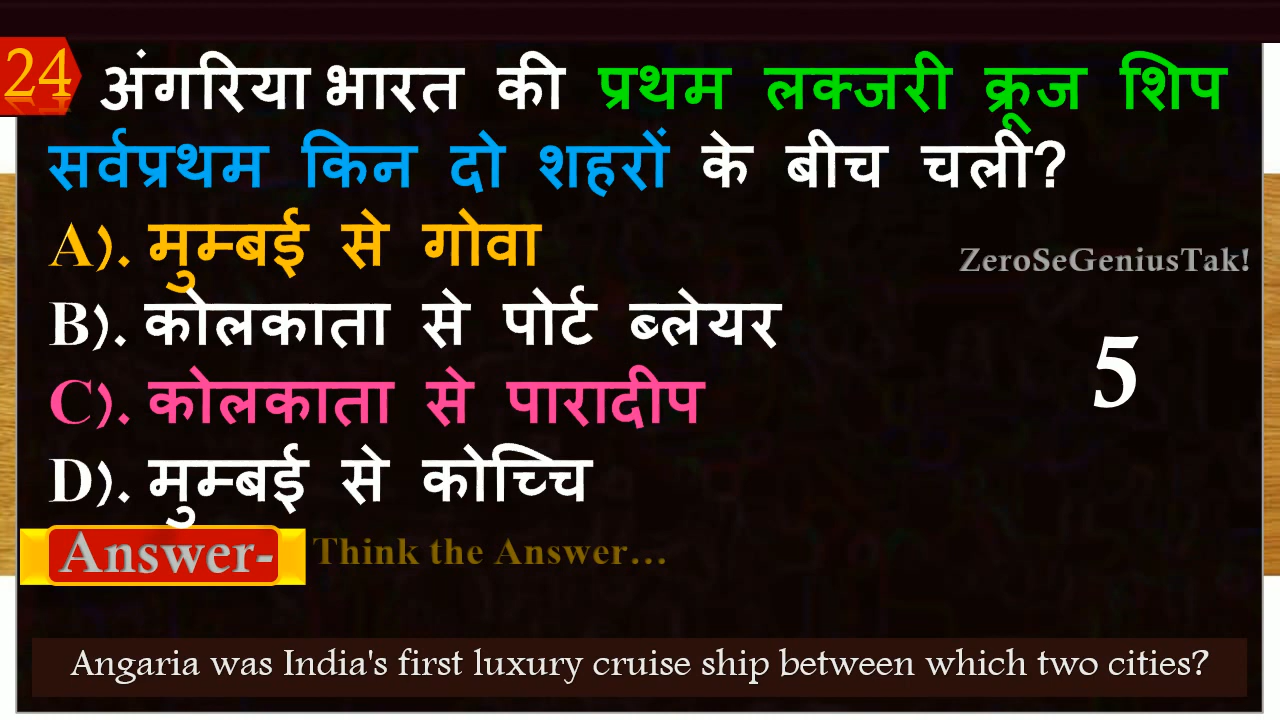 24 अंगरिया भारत की प्रथम लक्जरी क्रूज शिप
सर्वप्रथम किन दो शहरों के बीच चली?
A). मुम्बई से गोवा
ZeroSeGeniusTak!
B). कोलकाता से पोर्ट ब्लेयर
5
C). कोलकाता से पारादीप
D). मुम्बई से कोच्चि
Answer- Think the Answer...
Angaria was India's first luxury cruise ship between which two cities?